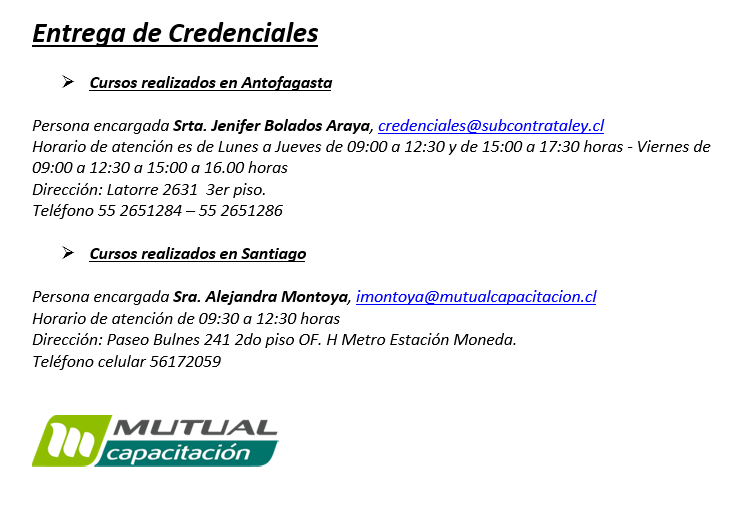 Entrega de Credenciales
Cursos realizados en Antofagasta
Persona encargada Srta. Jenifer Bolados Araya, credenciales@subcontrataley.cl
Horario de atención es de Lunes a Jueves de 09:00 a 12:30 y de 15:00 a 17:30 horas - Viernes de
09:00 a 12:30 a 15:00 a 16.00 horas
Dirección: Latorre 2631  3er piso.
Teléfono 55 2651284 – 55 2651286
Cursos realizados en Santiago
Persona encargada Sra. Alejandra Montoya, imontoya@mutualcapacitacion.cl
Horario de atención de 09:30 a 12:30 horas
Dirección: Paseo Bulnes 241 2do piso OF. H Metro Estación Moneda.
Teléfono celular 56172059
MUTUAL
capacitación